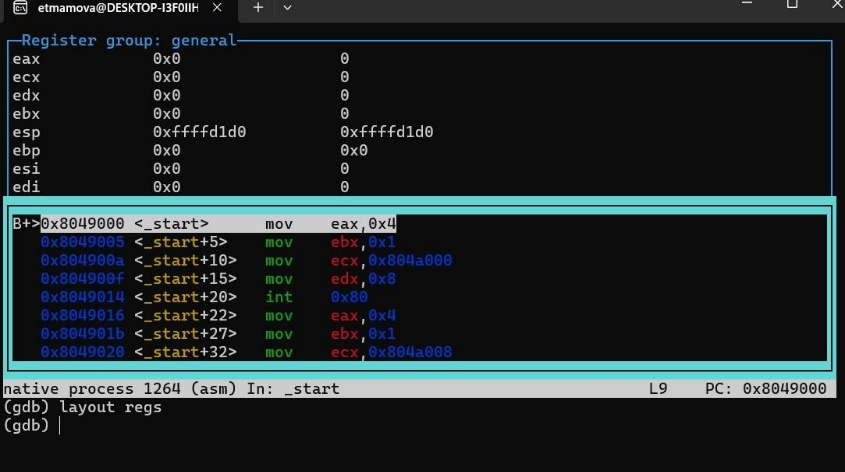 etmamova@DESKTOP-I3F0IIH
Register group: general
eax 0x0 0
ecx 0x0 0
edx 0x0 0
ebx 0x0 0
esp 0xffffd1d0 0xffffd1d0
ebp 0x0 0x0
esi 0x0 0
edi 0x0 0
B+>0x8049000 <_start> mov eax,0x4
0x8049005 <_start+5> mov ebx,0x1
0x804900a <_start+10> mov ecx,0x804a000
0x804900f <_start+15> mov edx,0x8
0x8049014 <_start+20> int 0x80
0x8049016 <_start+22> mov eax,0x4
0x804901b <_start+27> mov ebx,0x1
0x8049020 <_start+32> mov ecx,0x804a008
native process 1264 (asm) In: _start L9 PC: 0x8049000
(gdb) layout regs
(gdb)